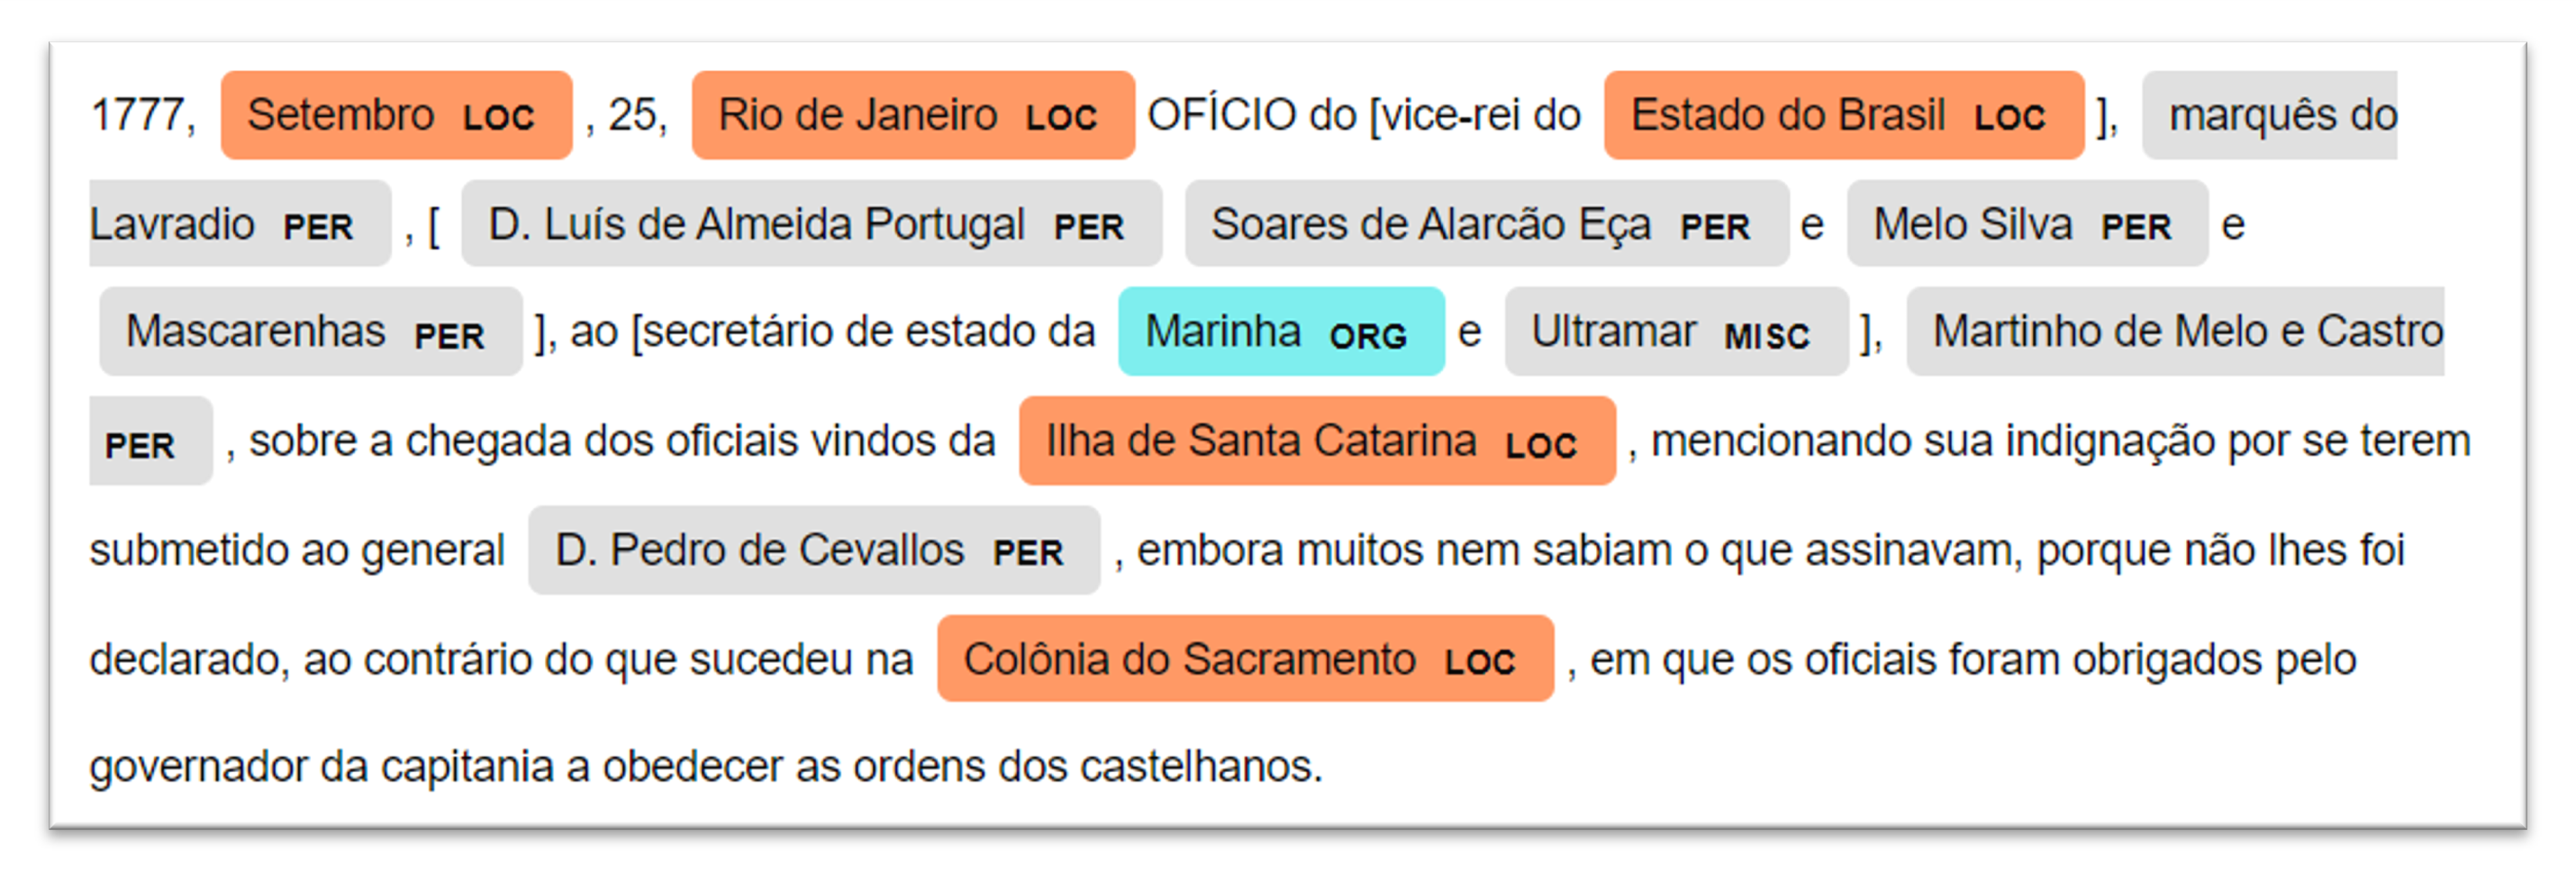 1777, Setembro LOC , 25, Rio de Janeiro LOC OFÍCIO do [vice-rei do Estado do Brasil LOC ], marquês do
Lavradio PER , [ D. Luís de Almeida Portugal PER Soares de Alarcão Eça PER e Melo Silva PER e
Mascarenhas PER ], ao [secretário de estado da Marinha ORG e Ultramar MISC ], Martinho de Melo e Castro
PER , sobre a chegada dos oficiais vindos da Ilha de Santa Catarina LOC , mencionando sua indignação por se terem
submetido ao general D. Pedro de Cevallos PER , embora muitos nem sabiam o que assinavam, porque não lhes foi
declarado, ao contrário do que sucedeu na Colônia do Sacramento LOC , em que os oficiais foram obrigados pelo
governador da capitania a obedecer as ordens dos castelhanos.